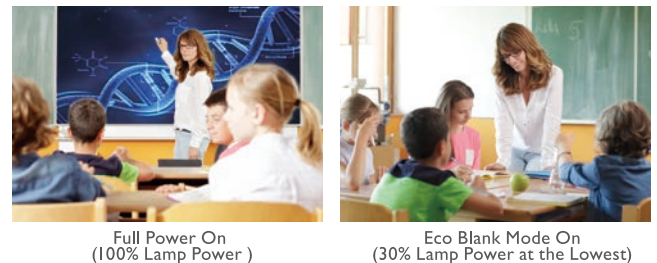 Full Power On
(100% Lamp Power )
Eco Blank Mode On
(30% Lamp Power at the Lowest)